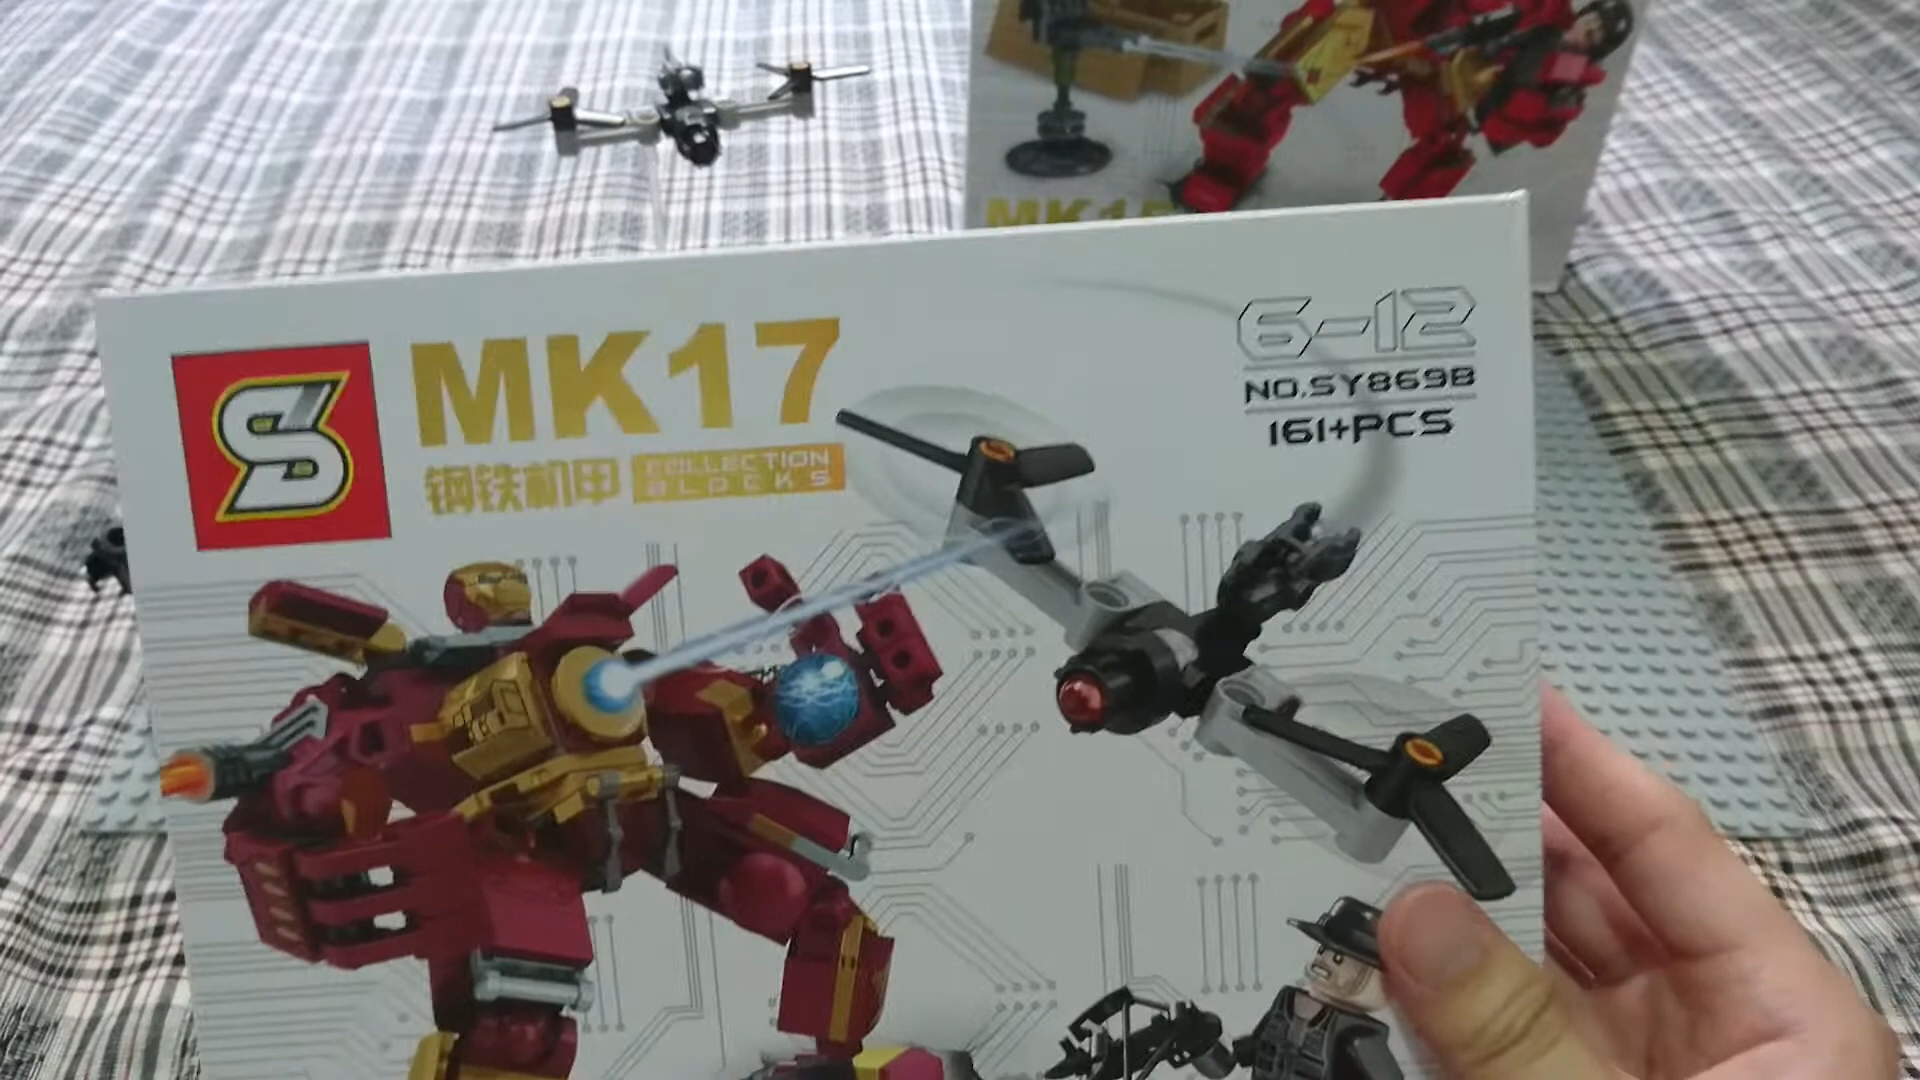 MK17
钢铁机甲
COLLECTION
BLOCKS
6-12
NO.SY869B
161+PCS